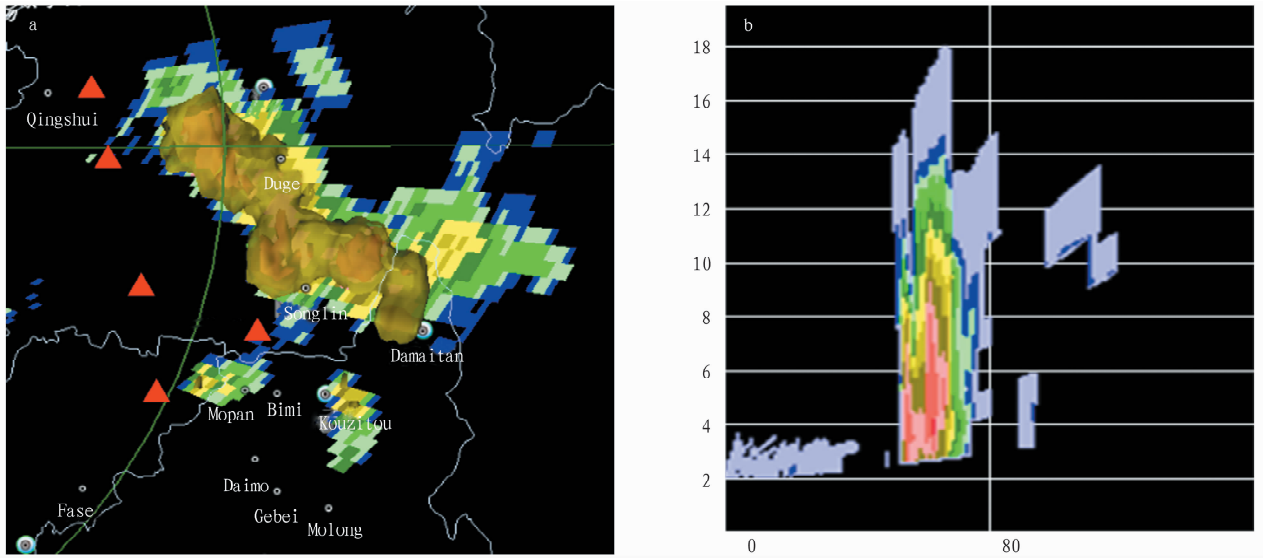 a
Qingshui
Duge
Songlin
Damaitan
Mopan
Bimi
Kouzitou
Daimo
Fase
Gebei
Molong
b
18
16
14
12
10
8
6
4
2
0 80